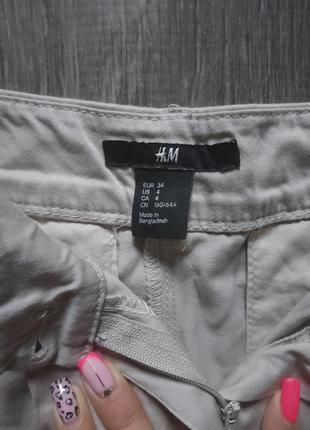 H&M
EUR 34
US 4
CA 4
CN 160/64A
Made in
Bangladesh